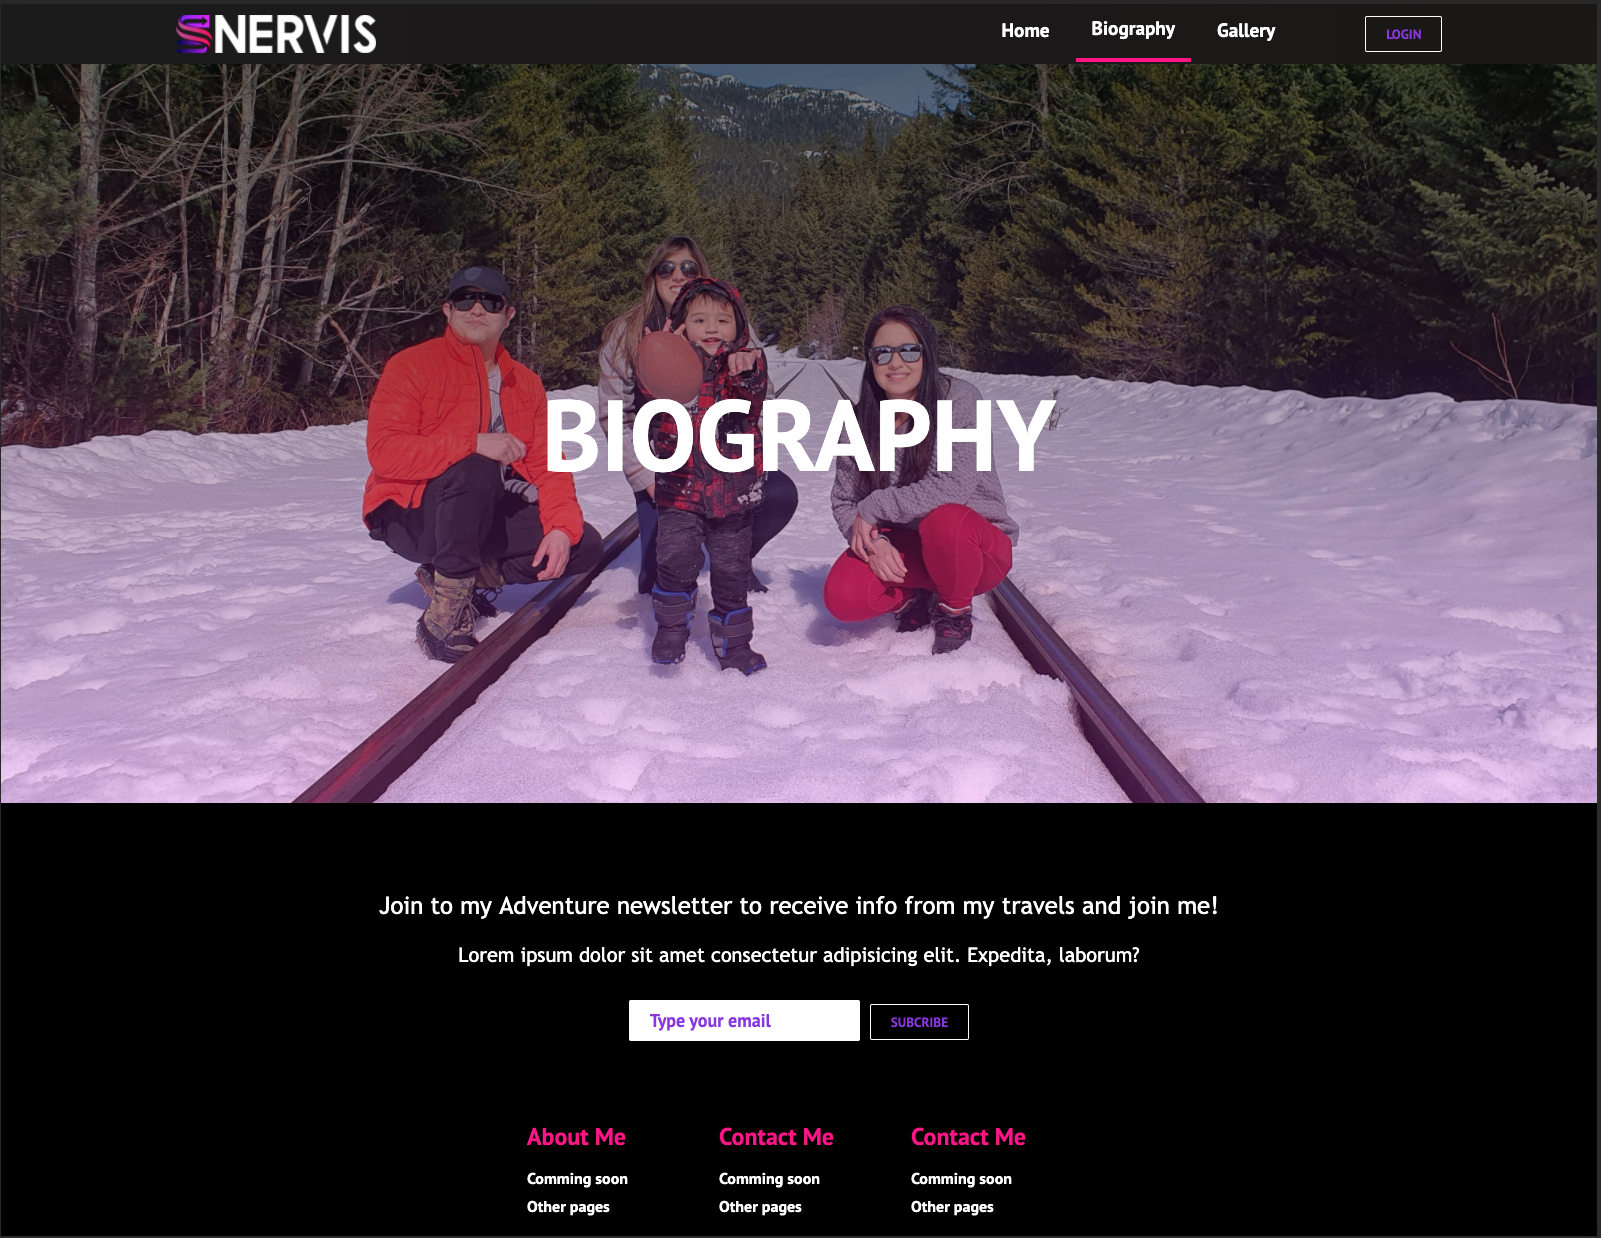 SNERVIS
Home
Biography
Gallery
LOGIN
BIOGRAPHY
Join to my Adventure newsletter to receive info from my travels and join me!
Lorem ipsum dolor sit amet consectetur adipisicing elit. Expedita, laborum?
Type your email
SUBCRIBE
About Me
Comming soon
Other pages
Contact Me
Comming soon
Other pages
Contact Me
Comming soon
Other pages